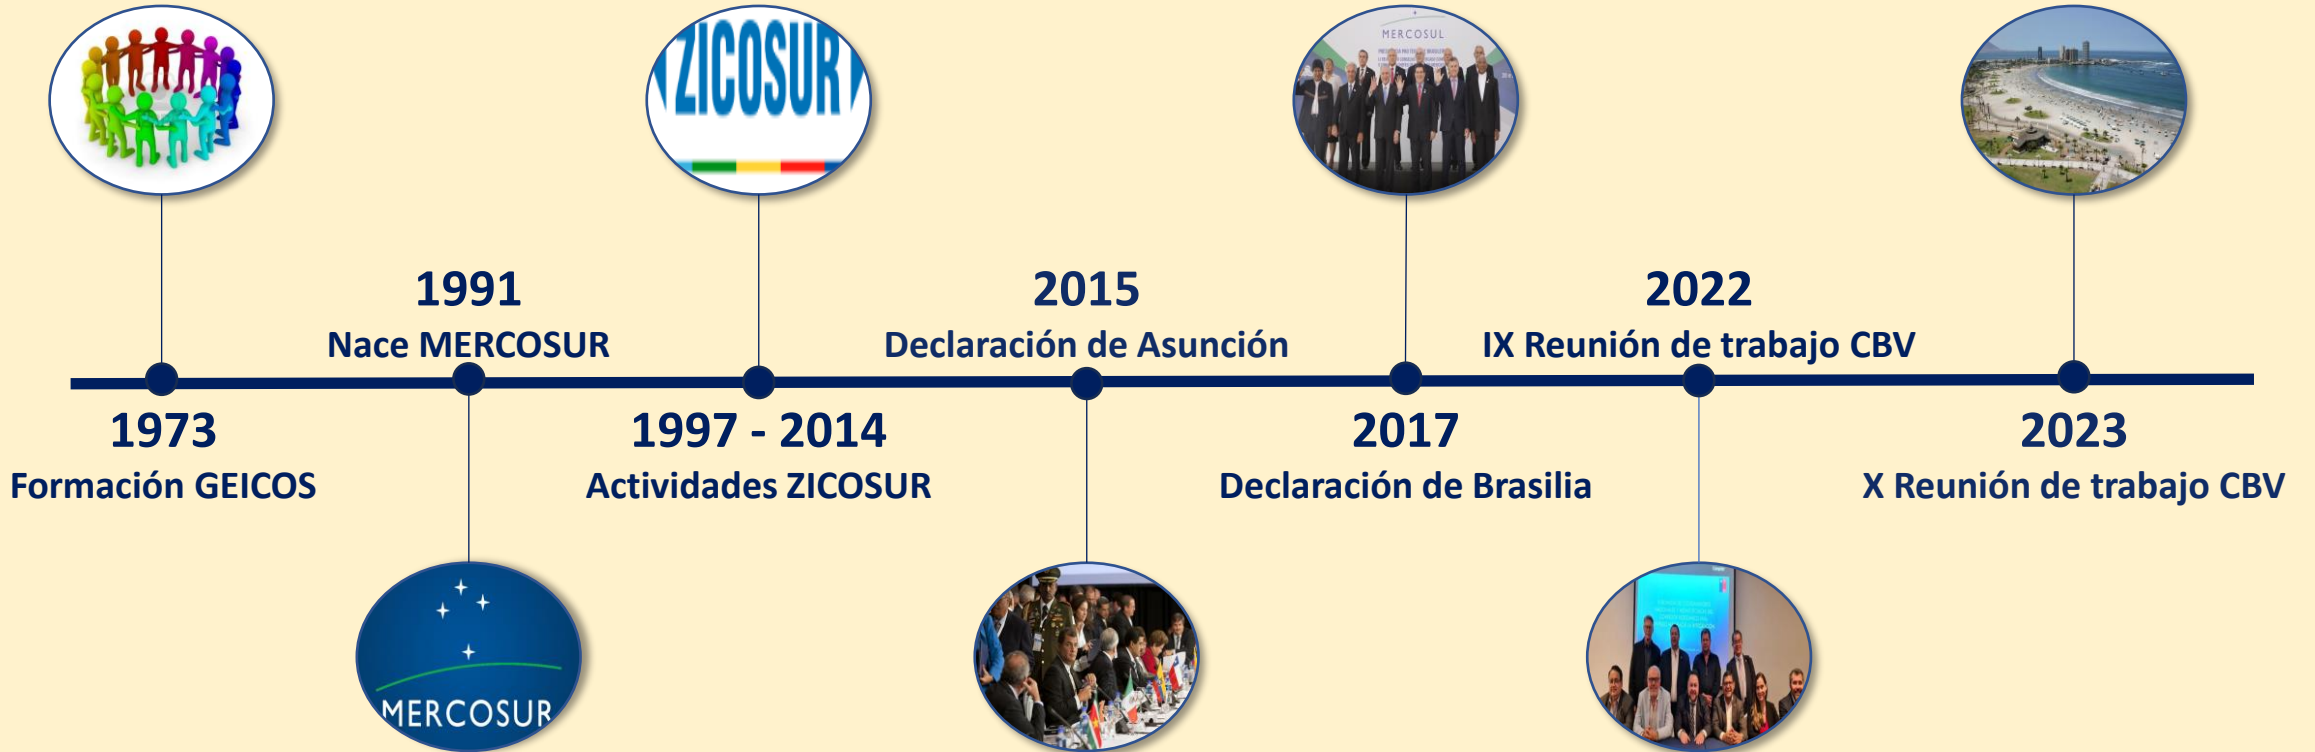 ZICOSUR
MERCOSUL
1991
Nace MERCOSUR
2015
Declaración de Asunción
2022
IX Reunión de trabajo CBV
1973
Formación GEICOS
1997 - 2014
Actividades ZICOSUR
2017
Declaración de Brasilia
2023
X Reunión de trabajo CBV
MERCOSUR